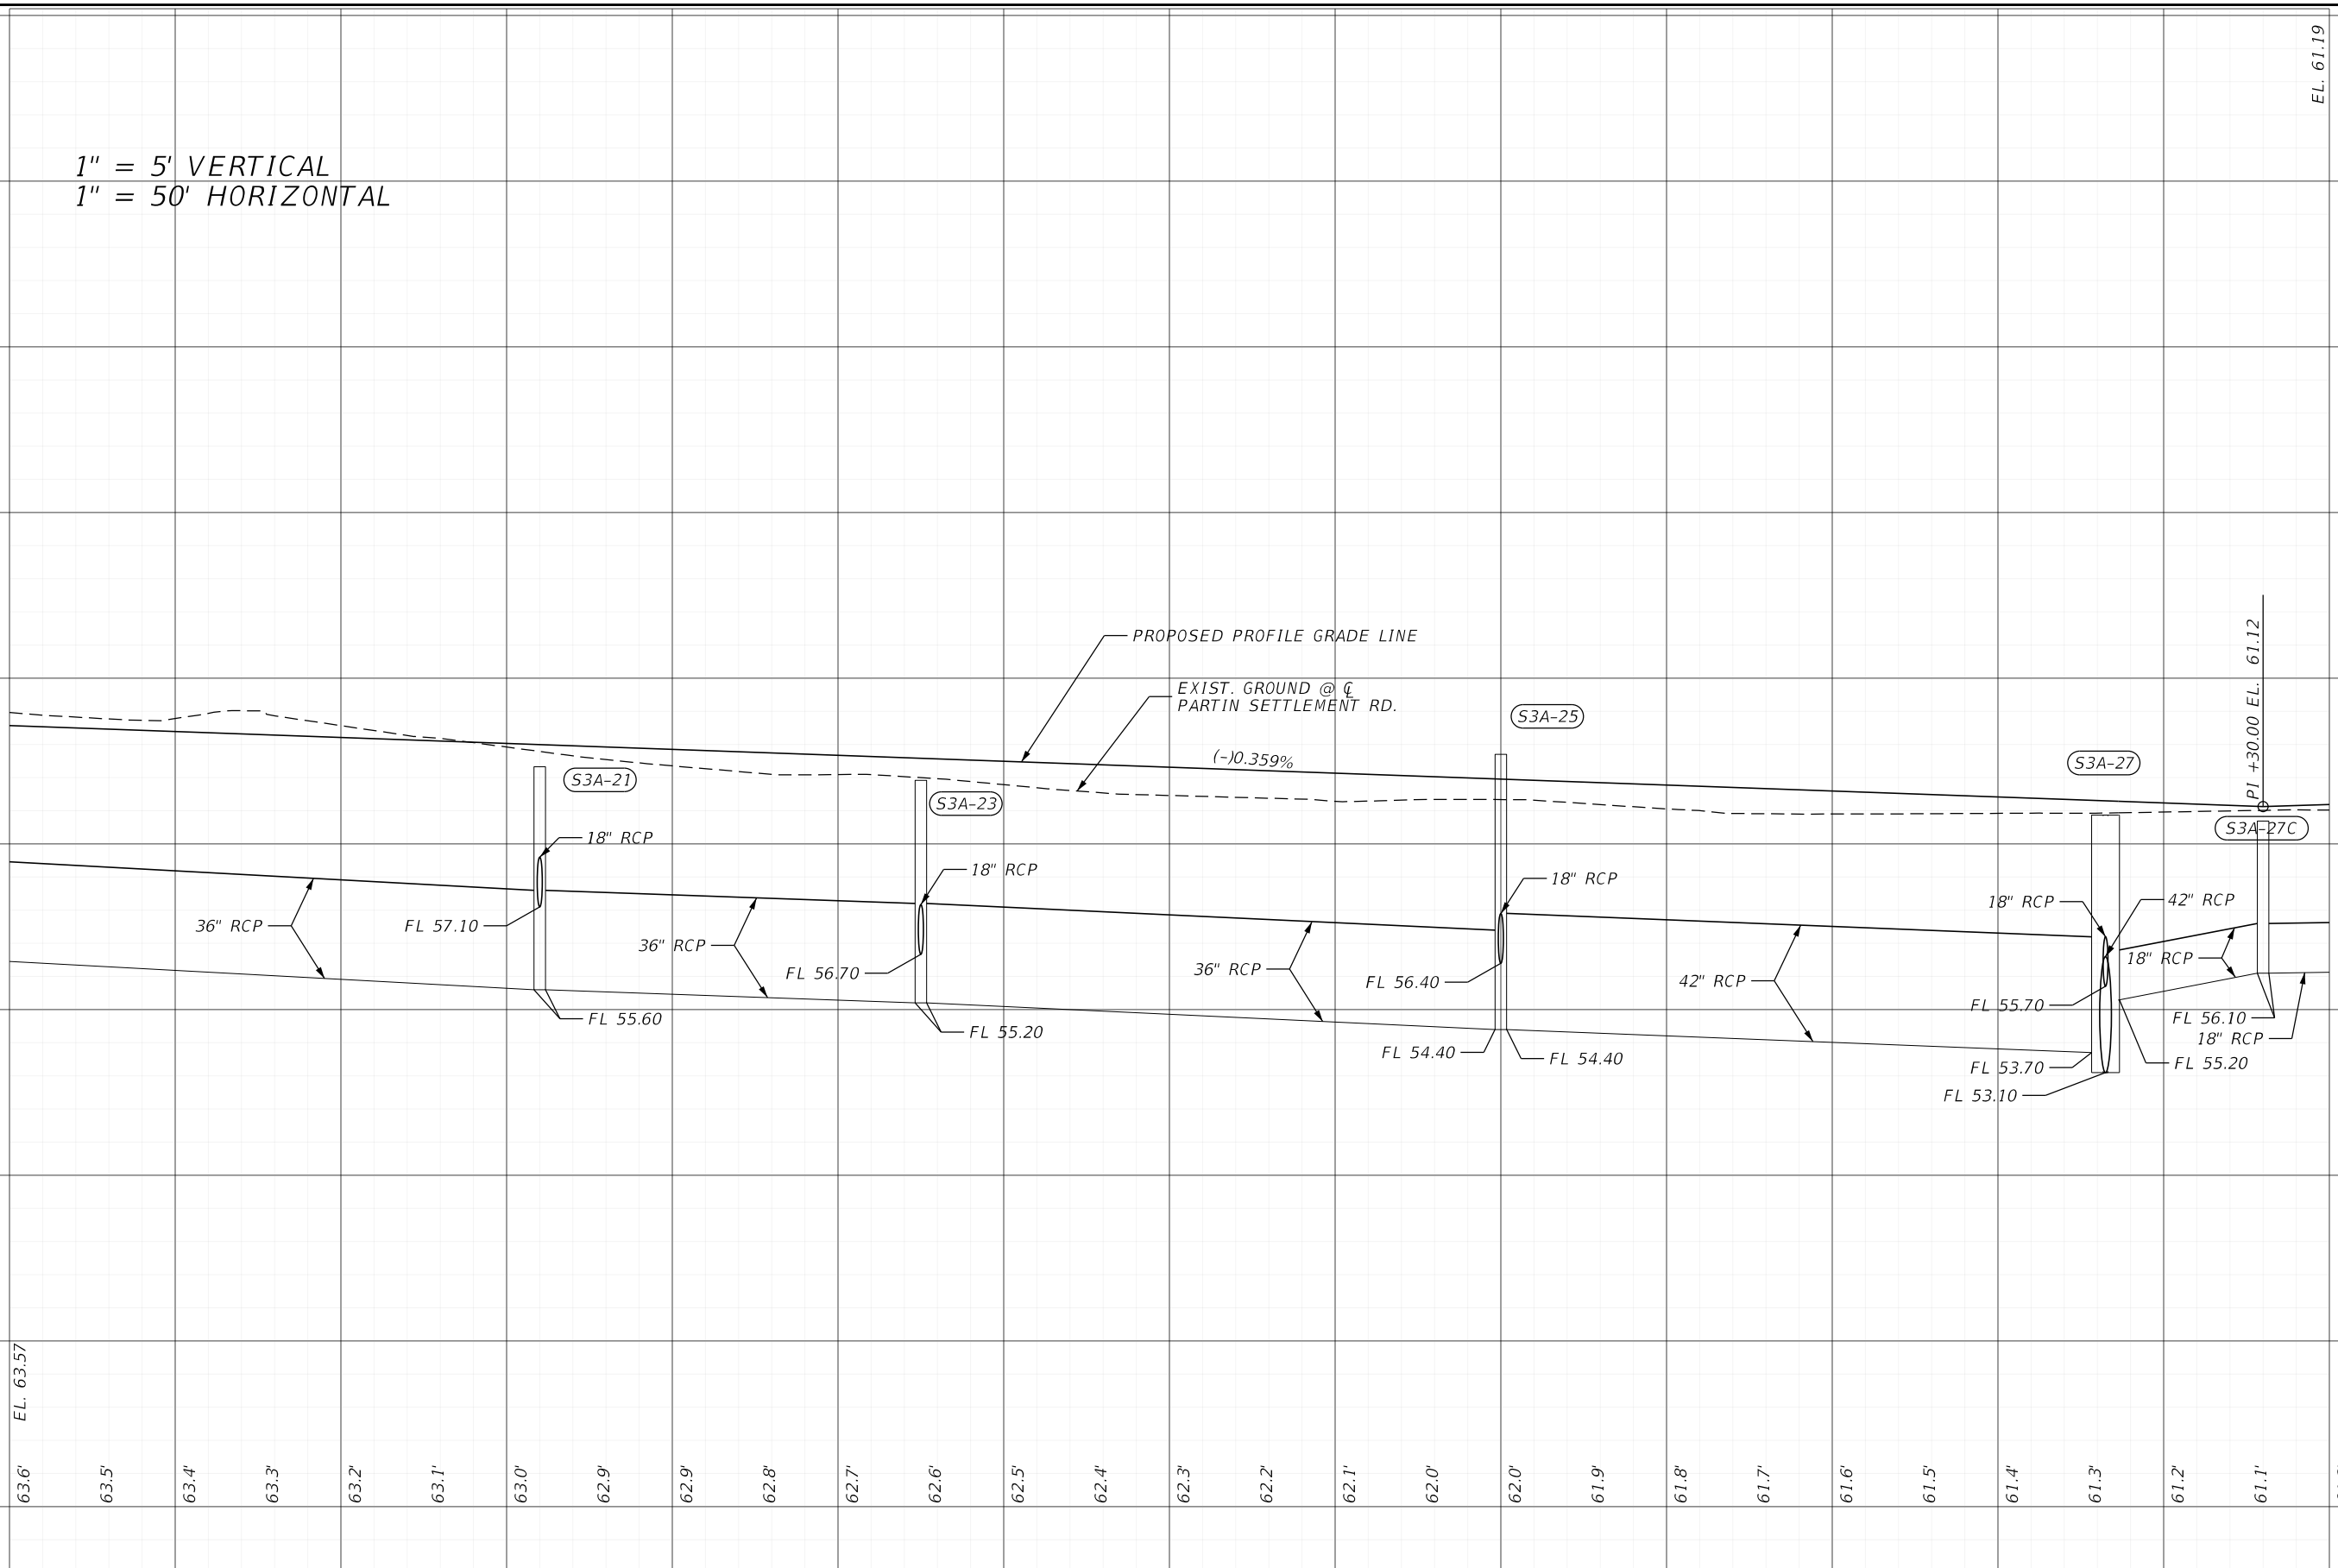 EL. 61.19
1" = 5' VERTICAL
1" = 50' HORIZONTAL
PROPOSED PROFILE GRADE LINE
EXIST. GROUND @ ℄
PARTIN SETTLEMENT RD.
(-)0.359%
PI +30.00 EL. 61.12
S3A-21
S3A-23
S3A-25
S3A-27
S3A-27C
18" RCP
18" RCP
18" RCP
18" RCP
42" RCP
36" RCP
FL 57.10
36" RCP
FL 56.70
36" RCP
FL 56.40
42" RCP
FL 55.70
18" RCP
FL 55.60
FL 55.20
FL 54.40
FL 54.40
FL 53.70
FL 53.10
FL 56.10
18" RCP
FL 55.20
EL. 63.57
63.6'
63.5'
63.4'
63.3'
63.2'
63.1'
63.0'
62.9'
62.9'
62.8'
62.7'
62.6'
62.5'
62.4'
62.3'
62.2'
62.1'
62.0'
62.0'
61.9'
61.8'
61.7'
61.6'
61.5'
61.4'
61.3'
61.2'
61.1'